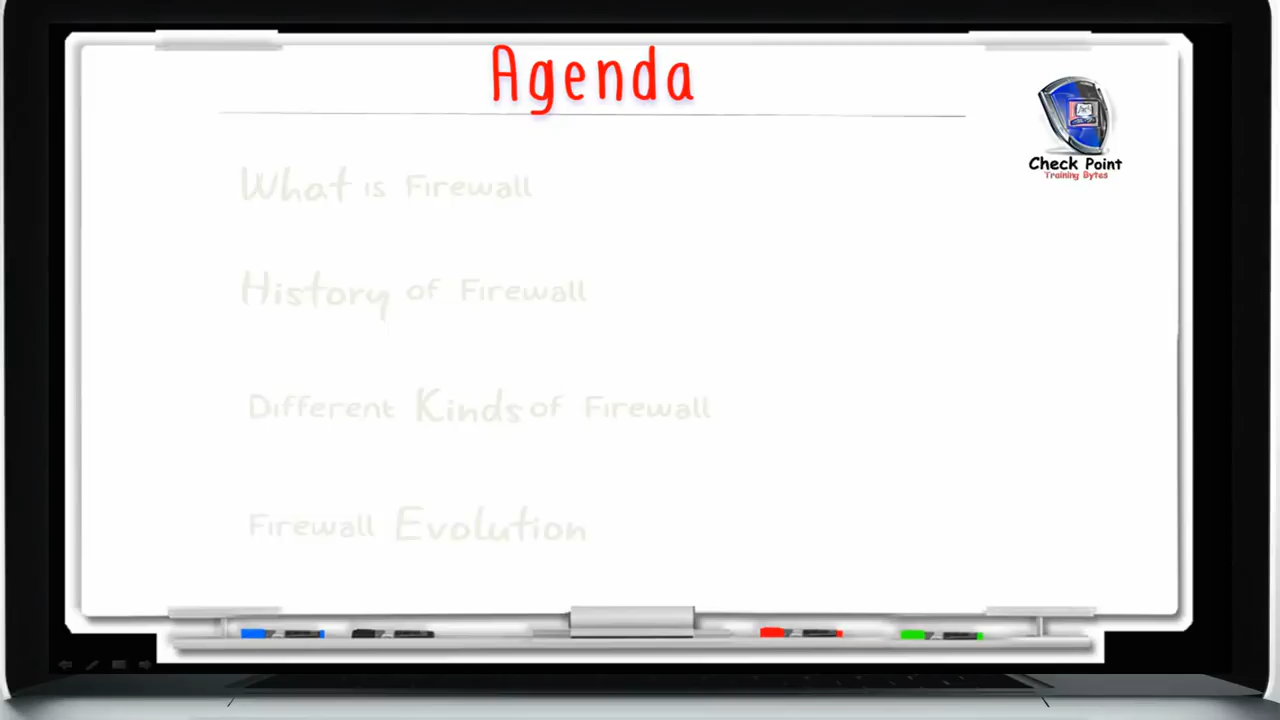 Agenda
Check Point
Training Bytes
What is Firewall
History of Firewall
Different Kinds of Firewall
Firewall Evolution